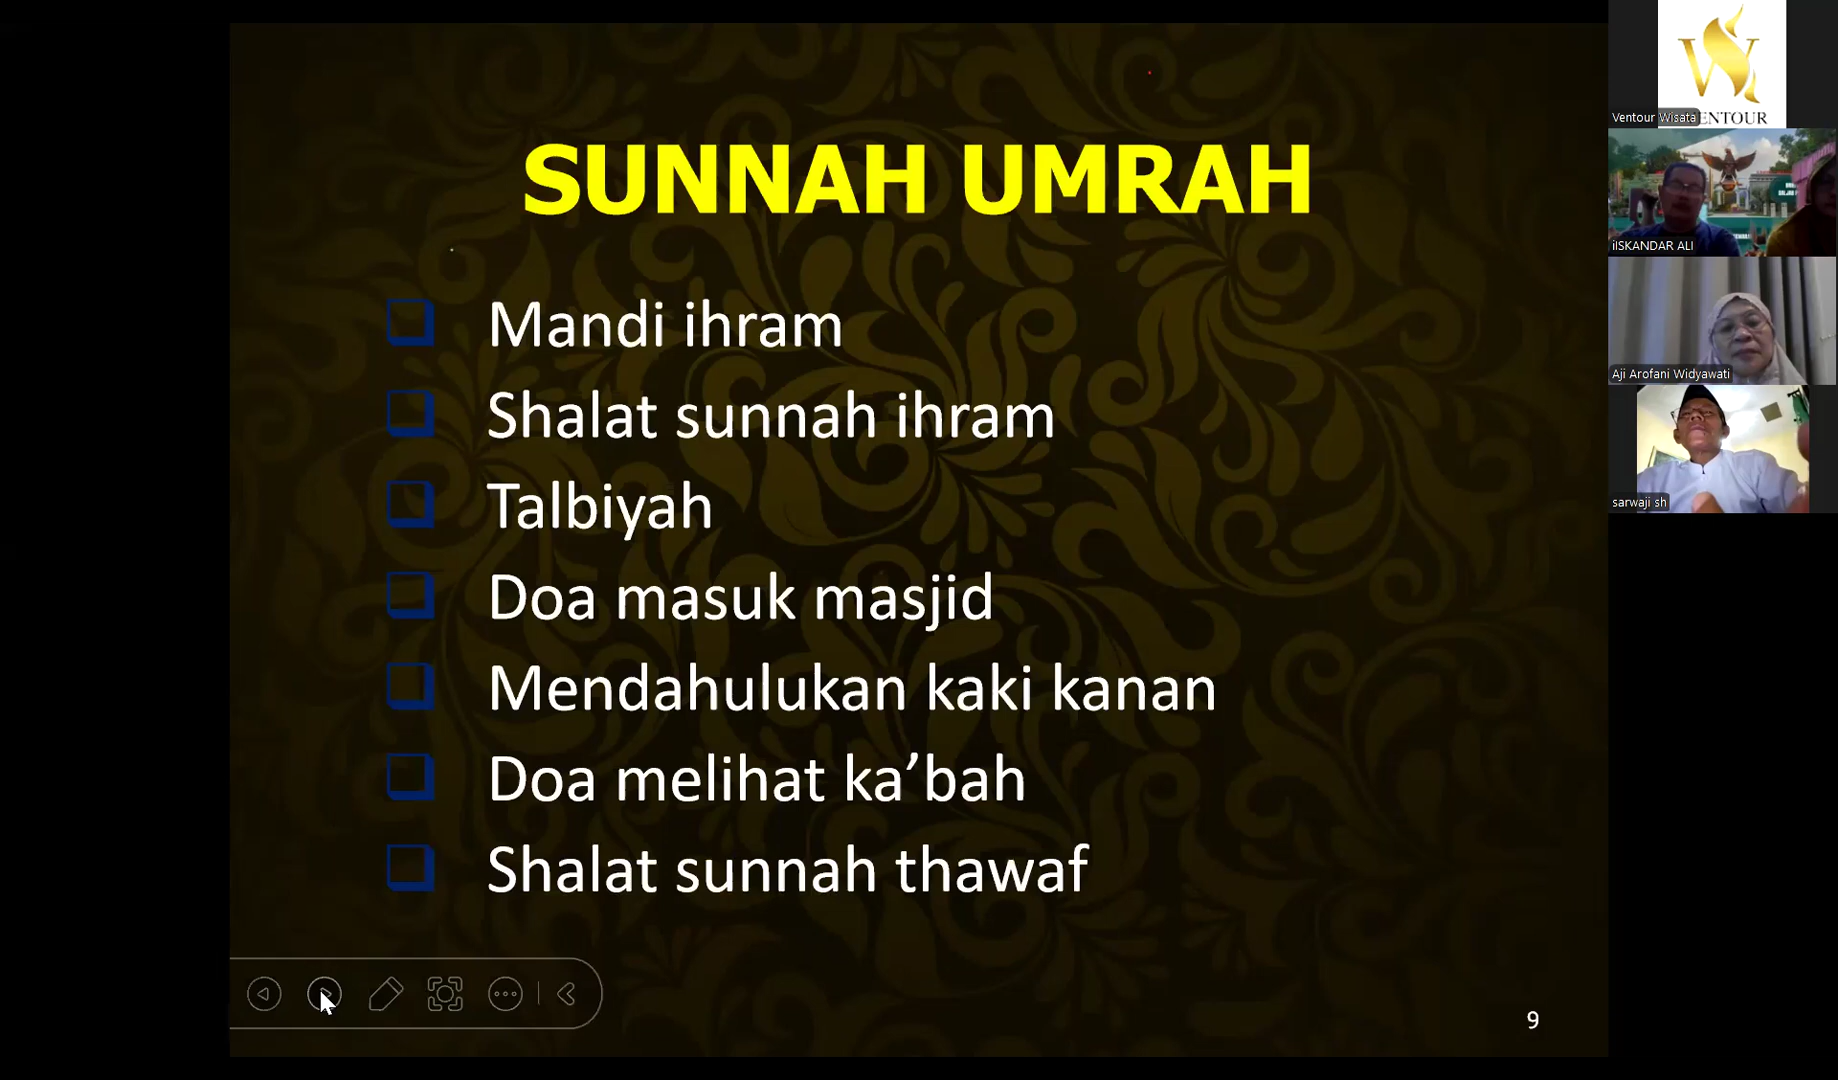 SUNNAH UMRAH
Mandi ihram
Shalat sunnah ihram
Talbiyah
Doa masuk masjid
Mendahulukan kaki kanan
Doa melihat ka’bah
Shalat sunnah thawaf
9
Ventour Wisata
ENTOUR
iISKANDAR ALI
Aji Arofani Widyawati
sarwaji sh